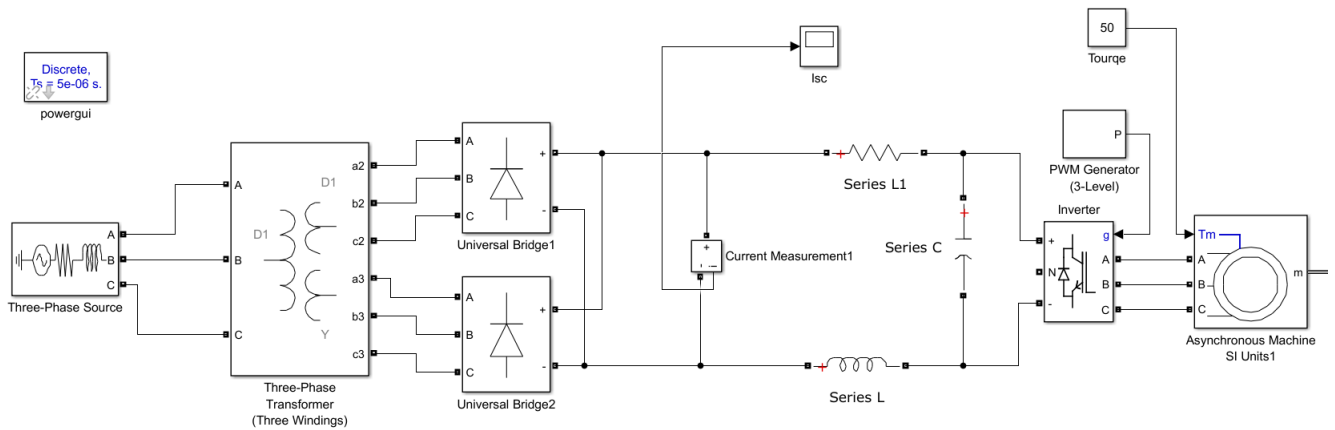 Discrete,
Ts = 5e-06 s.
powergui
A
B
C
Three-Phase Source
A
B
C
D1
D1
Y
a2
b2
c2
a3
b3
c3
Three-Phase
Transformer
(Three Windings)
A
B
C
+
-
Universal Bridge1
A
B
C
+
-
Universal Bridge2
Isc
+
-
i
Current Measurement1
+
Series L1
+
Series C
+
Series L
50
Tourqe
P
PWM Generator
(3-Level)
Inverter
+
N
-
g
A
B
C
Tm
A
B
C
m
Asynchronous Machine
SI Units1